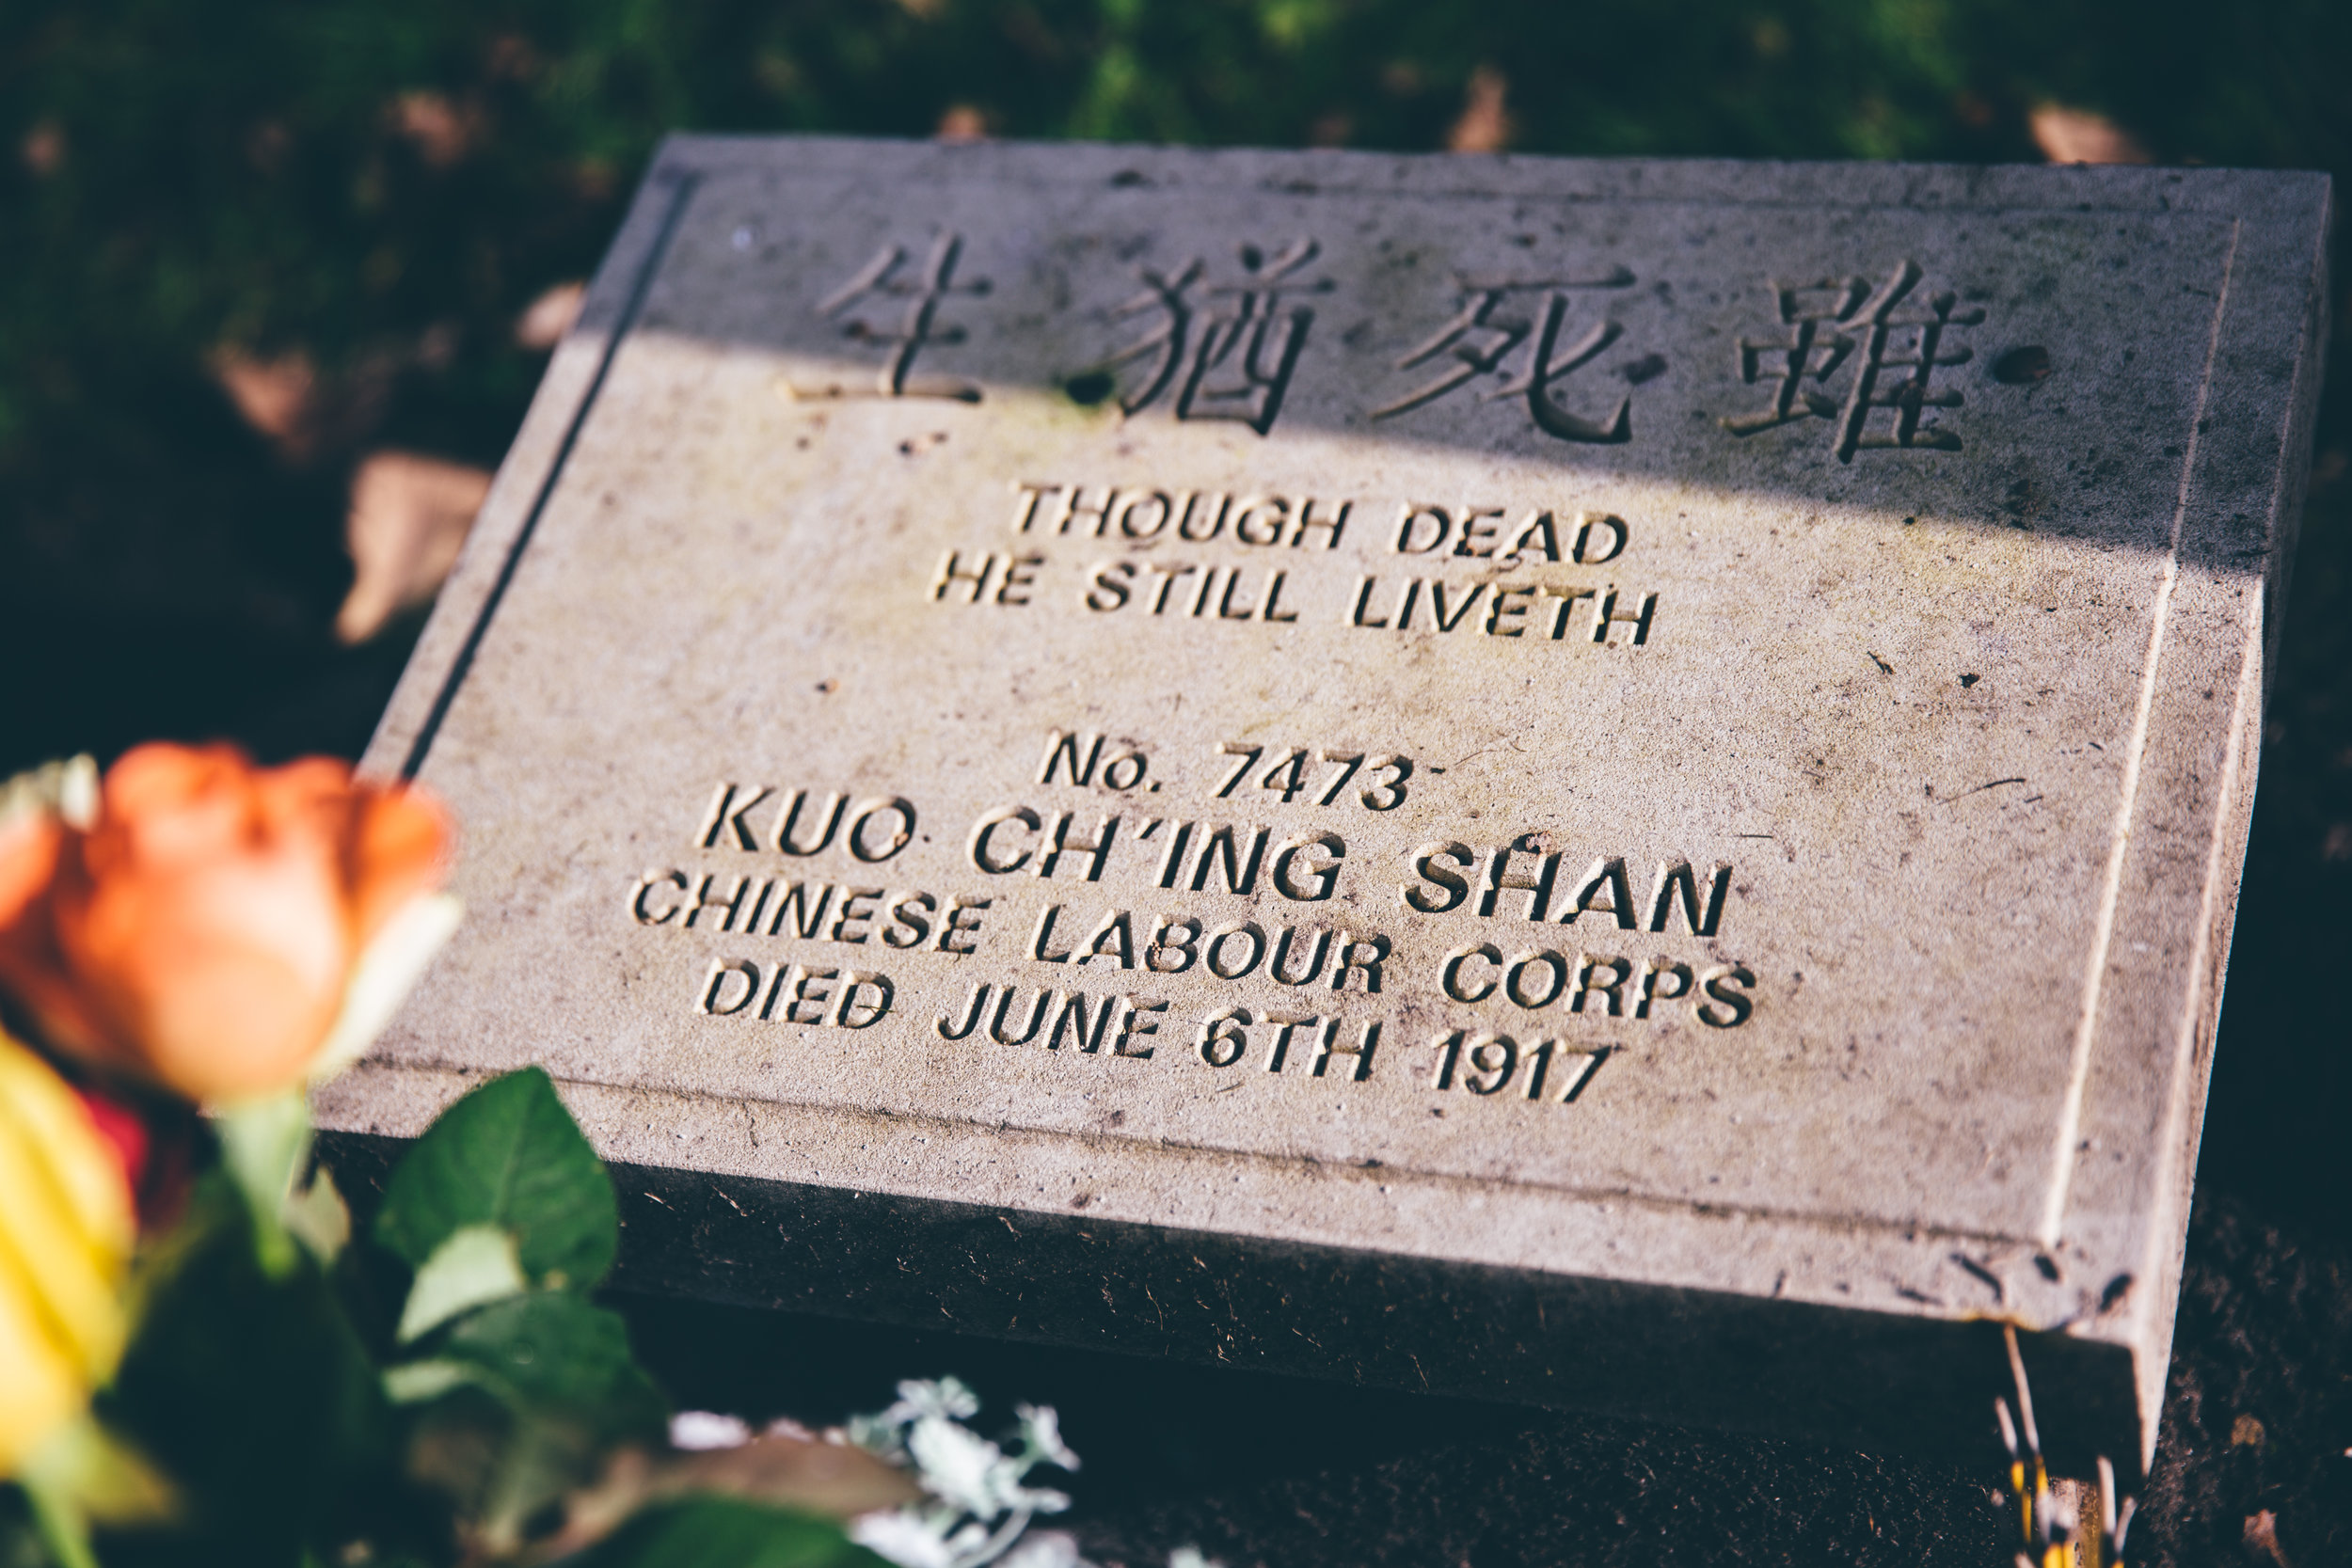 雖死猶生
THOUGH DEAD
HE STILL LIVETH
No. 7473
KUO CH'ING SHAN
CHINESE LABOUR CORPS
DIED JUNE 6TH 1917